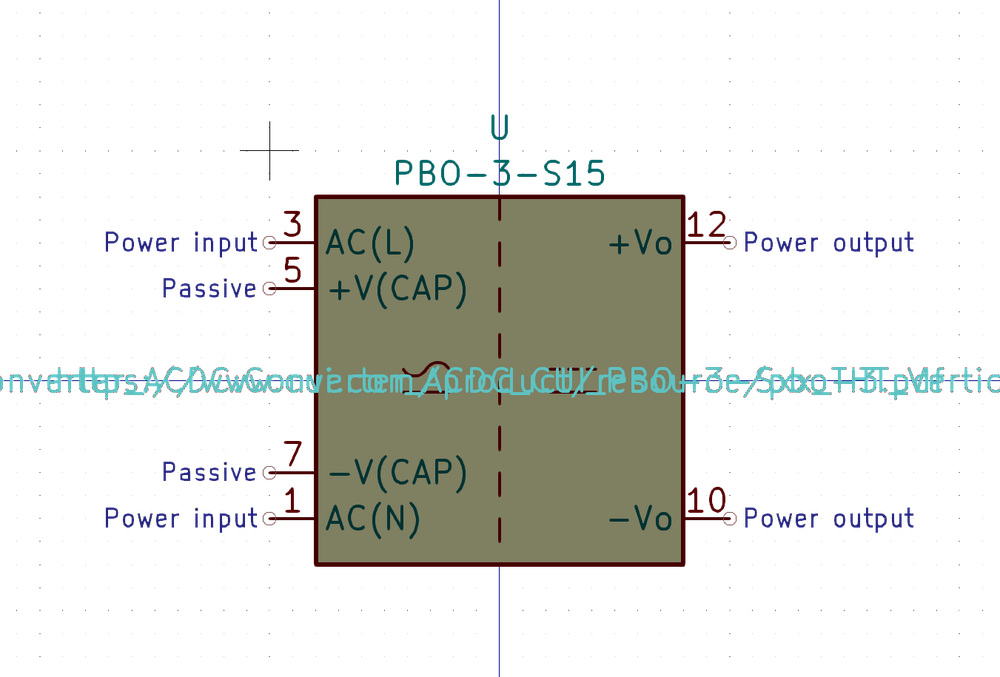 U
PBO-3-S15
3
12
Power input
AC(L)
+Vo
Power output
5
Passive
+V(CAP)
7
Passive
-V(CAP)
1
10
Power input
AC(N)
-Vo
Power output